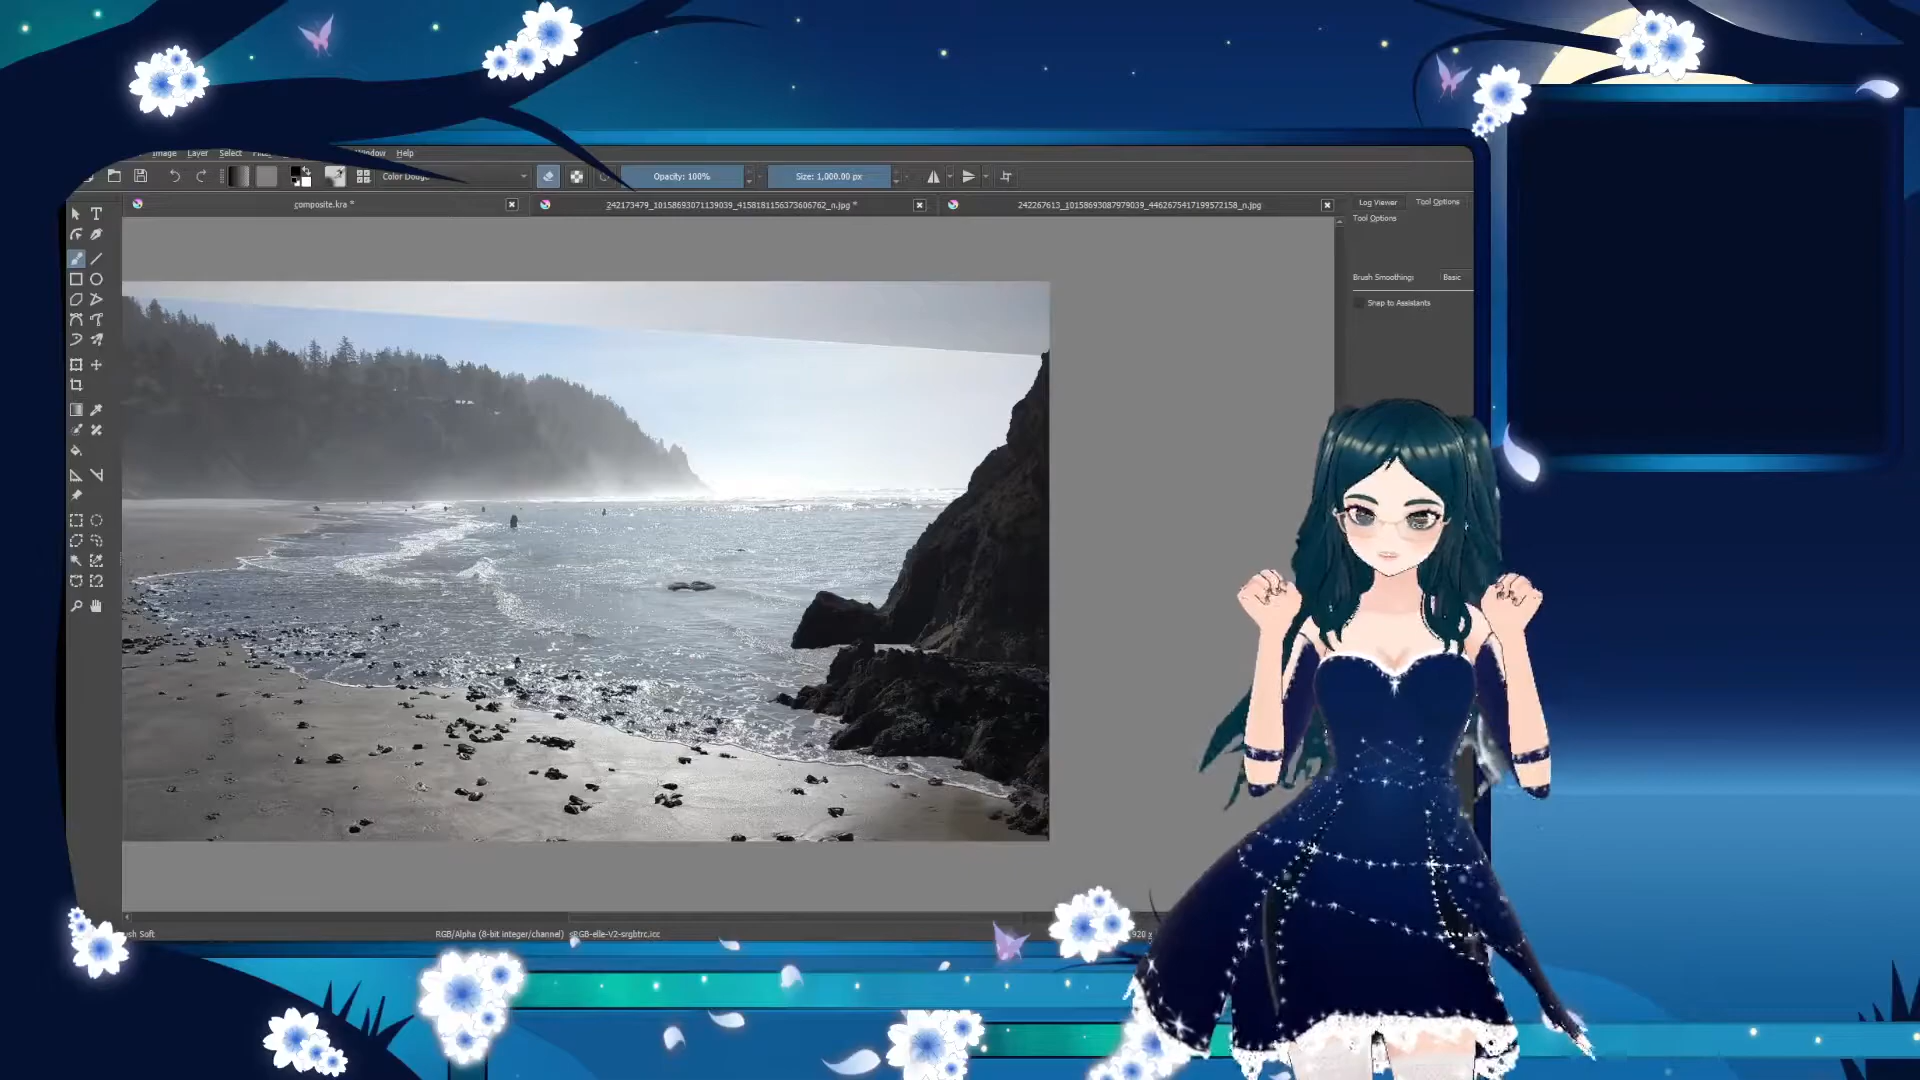 Image Layer Select Window Help
Color Dodge Opacity: 100% Size: 1,000.00 px
composite.kra * 242173479_10158693071139039_4158181156373606762_n.jpg * 242267613_10158693087979039_4462675417199572158_n.jpg
Log Viewer Tool Options
Tool Options
Brush Smoothing: Basic
Snap to Assistants
Soft RGB/Alpha (8-bit integer/channel) sRGB-elle-V2-srgbtrc.icc